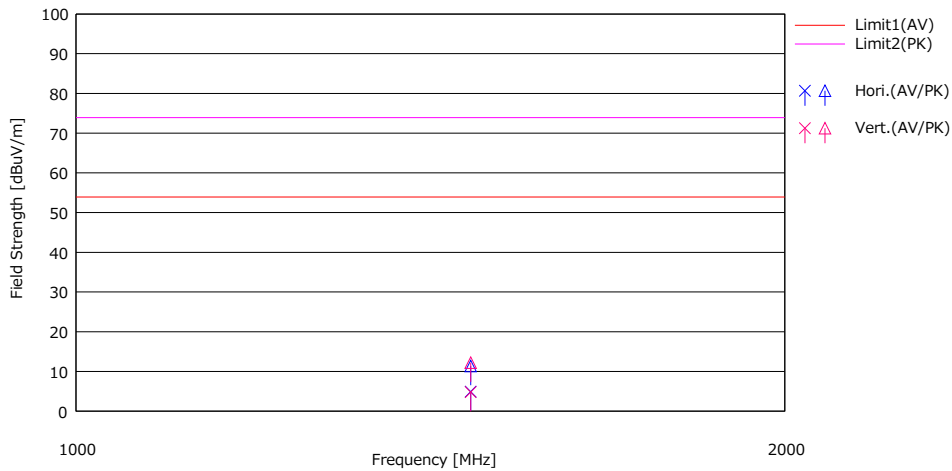 100
90
80
70
60
50
40
30
20
10
0
Field Strength [dBuV/m]
1000
2000
Frequency [MHz]
Limit1(AV)
Limit2(PK)
Hori.(AV/PK)
Vert.(AV/PK)